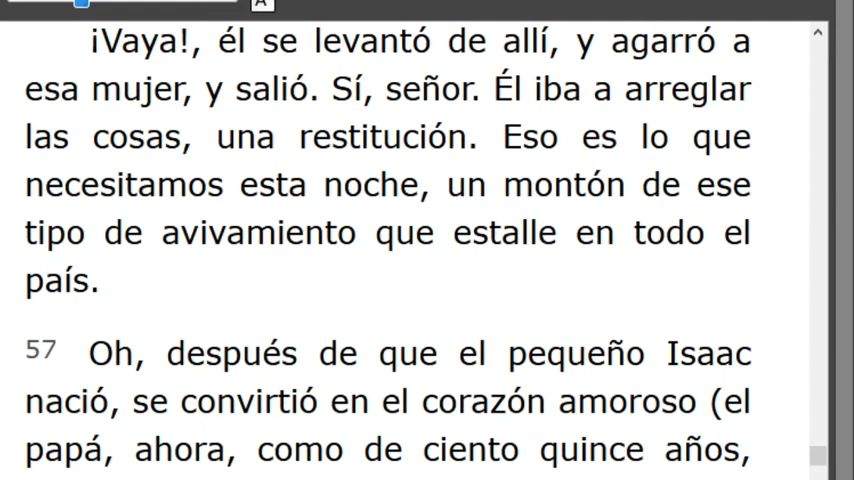 A
¡Vaya!, él se levantó de allí, y agarró a
esa mujer, y salió. Sí, señor. Él iba a arreglar
las cosas, una restitución. Eso es lo que
necesitamos esta noche, un montón de ese
tipo de avivamiento que estalle en todo el
país.
57 Oh, después de que el pequeño Isaac
nació, se convirtió en el corazón amoroso (el
papá, ahora, como de ciento quince años,